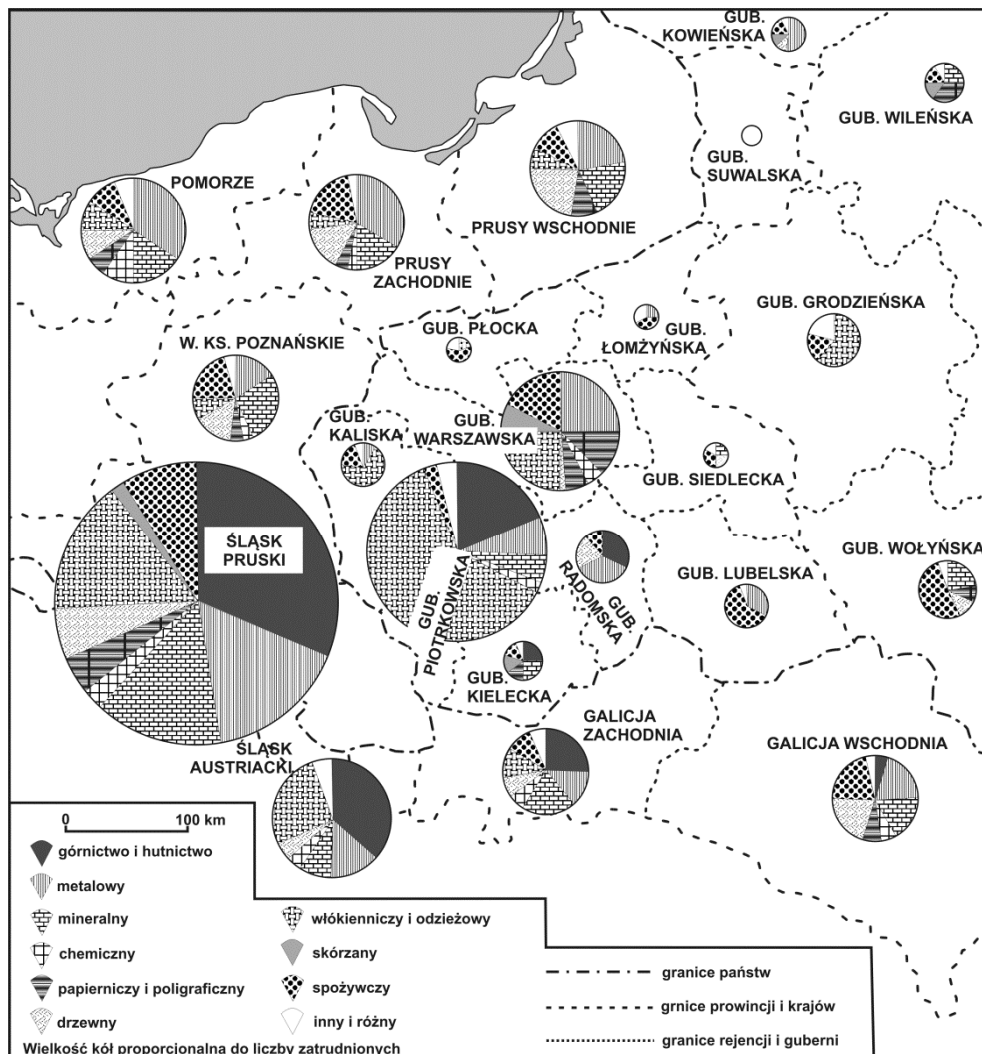 GUB.
KOWIEŃSKA
GUB. WILEŃSKA
GUB.
SUWALSKA
POMORZE
PRUSY WSCHODNIE
PRUSY
ZACHODNIE
GUB. GRODZIEŃSKA
GUB. PŁOCKA
GUB.
ŁOMŻYŃSKA
W. KS. POZNAŃSKIE
GUB.
KALISKA
GUB.
WARSZAWSKA
GUB. SIEDLECKA
ŚLĄSK
PRUSKI
GUB.
PIOTRKOWSKA
GUB.
RADOMSKA
GUB. LUBELSKA
GUB. WOŁYŃSKA
GUB.
KIELECKA
GALICJA
ZACHODNIA
GALICJA WSCHODNIA
ŚLĄSK
AUSTRIACKI
0 100 km
górnictwo i hutnictwo
metalowy
mineralny
chemiczny
papierniczy i poligraficzny
drzewny
włókienniczy i odzieżowy
skórzany
spożywczy
inny i różny
granice państw
grnice prowincji i krajów
granice rejencji i guberni
Wielkość kół proporcjonalna do liczby zatrudnionych